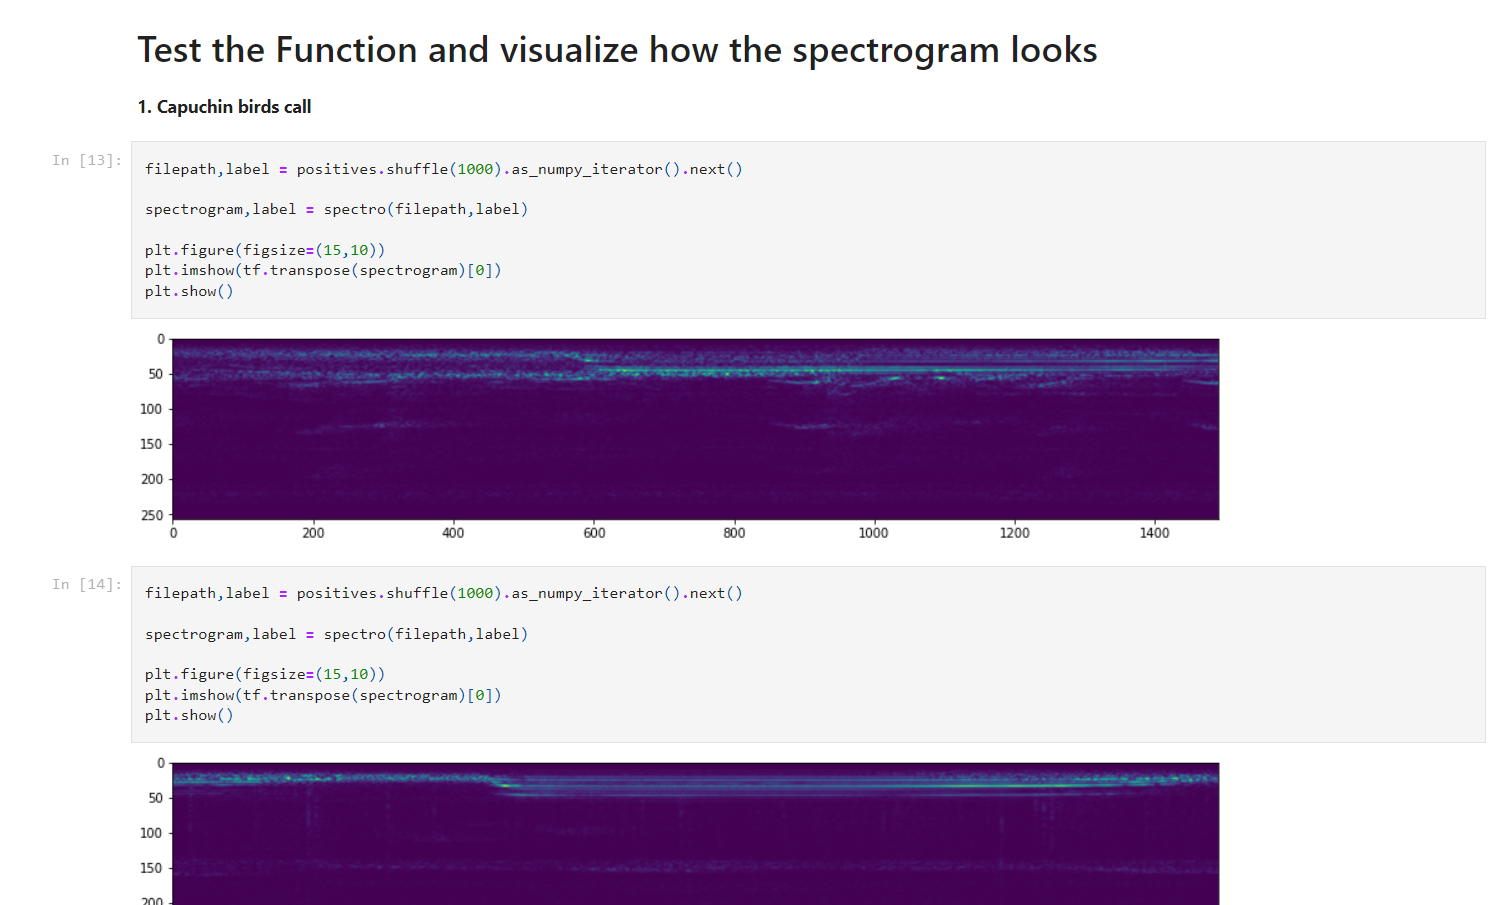 Test the Function and visualize how the spectrogram looks
1. Capuchin birds call
In [13]:
filepath,label = positives.shuffle(1000).as_numpy_iterator().next()
spectrogram,label = spectro(filepath,label)
plt.figure(figsize=(15,10))
plt.imshow(tf.transpose(spectrogram)[0])
plt.show()
0
50
100
150
200
250
0 200 400 600 800 1000 1200 1400
In [14]:
filepath,label = positives.shuffle(1000).as_numpy_iterator().next()
spectrogram,label = spectro(filepath,label)
plt.figure(figsize=(15,10))
plt.imshow(tf.transpose(spectrogram)[0])
plt.show()
0
50
100
150
200